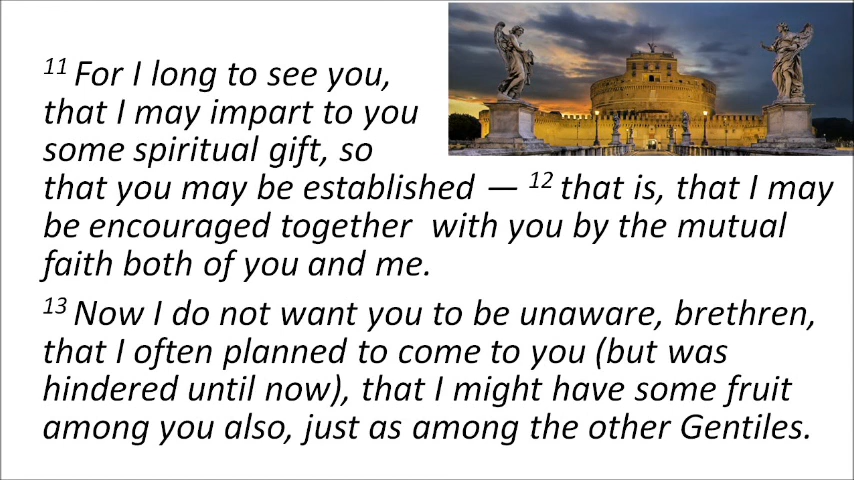 11 For I long to see you,
that I may impart to you
some spiritual gift, so
that you may be established — 12 that is, that I may
be encouraged together  with you by the mutual
faith both of you and me.
13 Now I do not want you to be unaware, brethren,
that I often planned to come to you (but was
hindered until now), that I might have some fruit
among you also, just as among the other Gentiles.